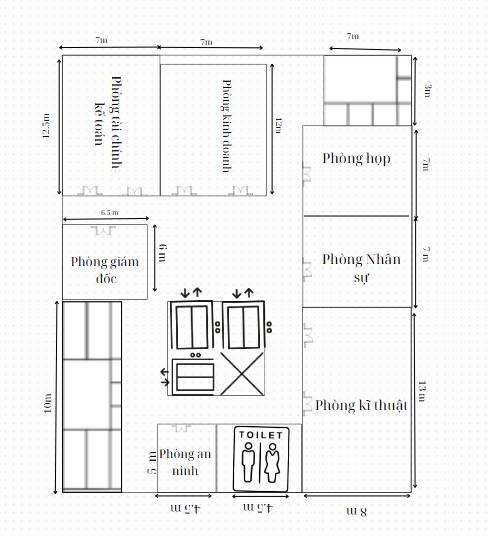 7m
7m
7m
12.5m
Phòng tài chính
kế toán
Phòng kinh doanh
12m
3m
Phòng họp
7m
6.5 m
Phòng giám
đốc
6 m
Phòng Nhân
sự
7 m
10m
Phòng kĩ thuật
13 m
Phòng an
ninh
5 m
TOILET
4.5 m
4.5 m
8 m